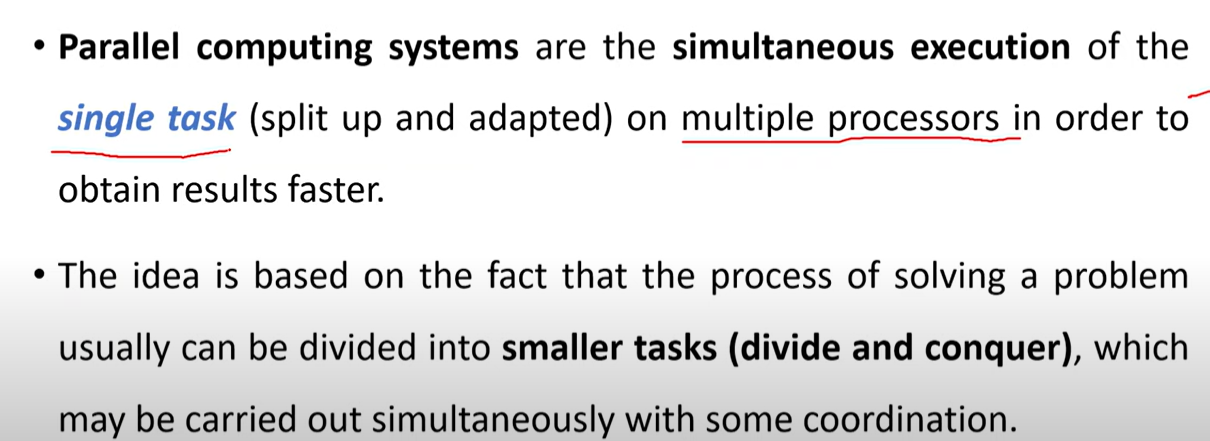 • Parallel computing systems are the simultaneous execution of the
single task (split up and adapted) on multiple processors in order to
obtain results faster.
• The idea is based on the fact that the process of solving a problem
usually can be divided into smaller tasks (divide and conquer), which
may be carried out simultaneously with some coordination.